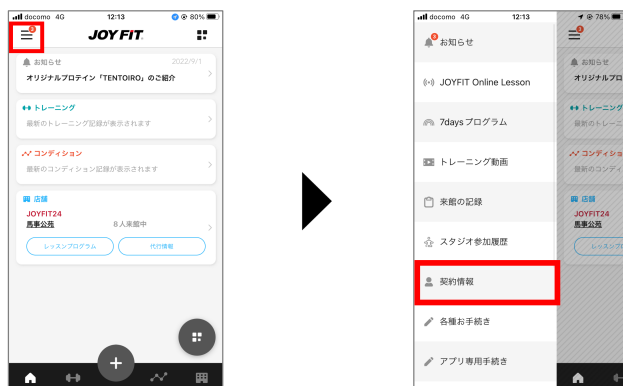 docomo 4G 12:13 80%
JOY FIT
お知らせ 2022/9/1
オリジナルプロテイン「TENTOIRO」のご紹介
トレーニング
最新のトレーニング記録が表示されます
コンディション
最新のコンディション記録が表示されます
店舗
JOYFIT24
馬事公苑 8人来館中
レッスンプログラム 代行情報
docomo 4G 12:13 78%
3 お知らせ
JOYFIT Online Lesson
7days プログラム
トレーニング動画
来館の記録
スタジオ参加履歴
契約情報
各種お手続き
アプリ専用手続き
お知らせ
オリジナルプロ
トレーニング
最新のトレーニ
コンディショ
最新のコンディ
店舗
JOYFIT24
馬事公苑
レッスンプロ